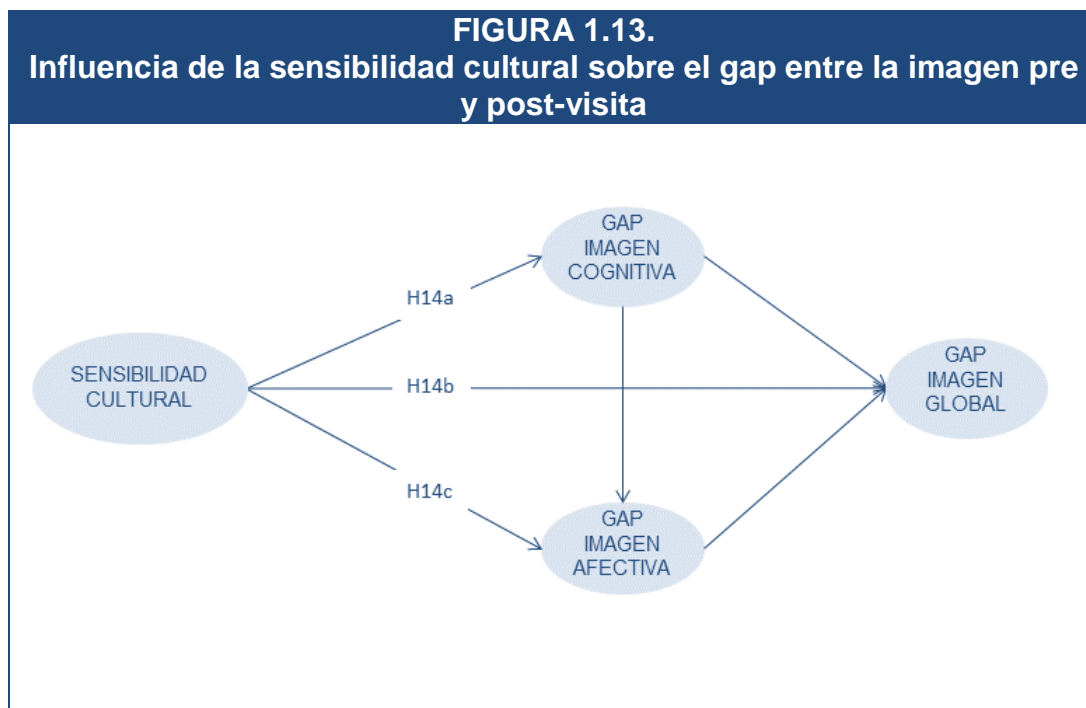 FIGURA 1.13.
Influencia de la sensibilidad cultural sobre el gap entre la imagen pre
y post-visita
GAP
IMAGEN
COGNITIVA
H14a
SENSIBILIDAD
CULTURAL
H14b
GAP
IMAGEN
GLOBAL
H14c
GAP
IMAGEN
AFECTIVA